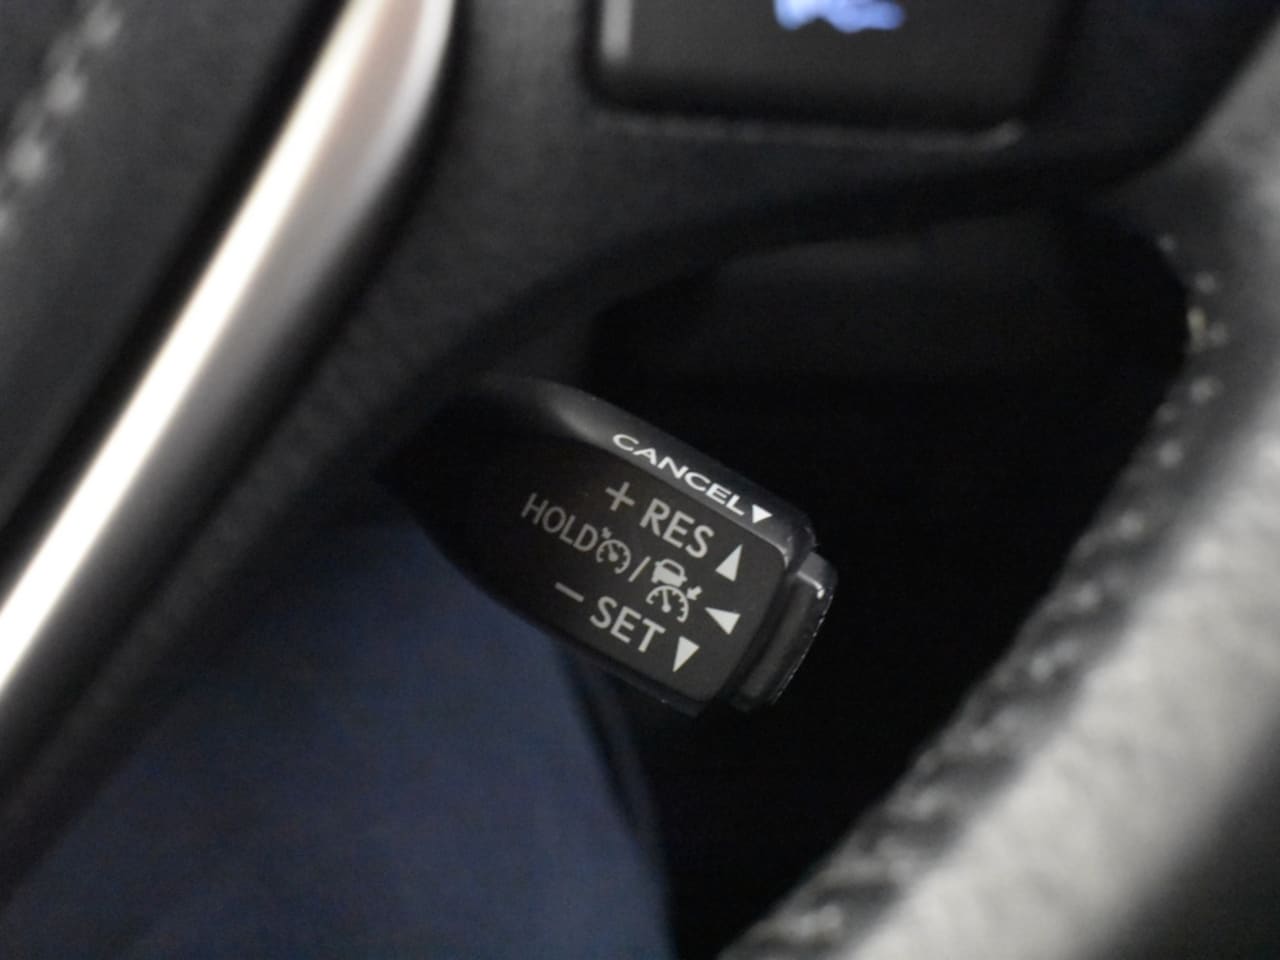 CANCEL▼
+ RES ▲
HOLD / ◀
− SET ▼